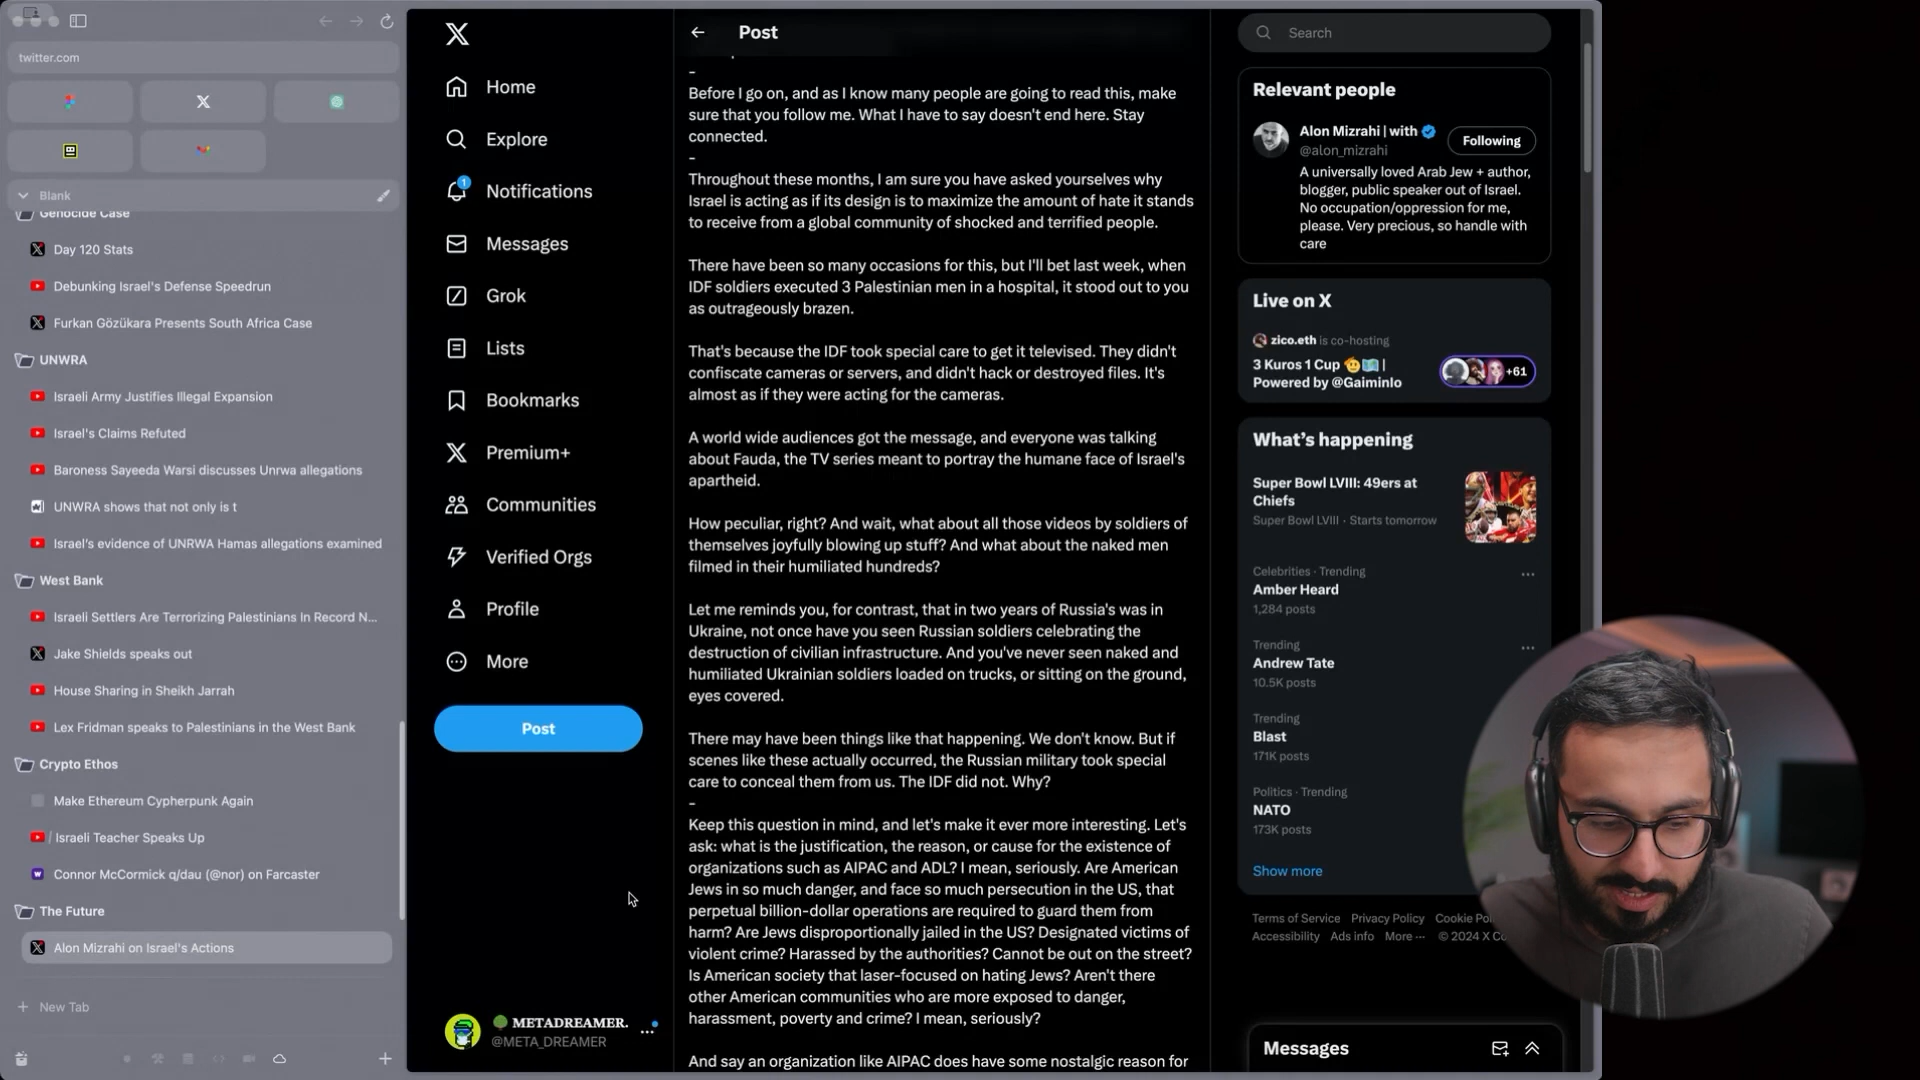 twitter.com
Blank
Genocide Case
Day 120 Stats
Debunking Israel's Defense Speedrun
Furkan Gözükara Presents South Africa Case
UNWRA
Israeli Army Justifies Illegal Expansion
Israel's Claims Refuted
Baroness Sayeeda Warsi discusses Unrwa allegations
UNWRA shows that not only is t
Israel's evidence of UNRWA Hamas allegations examined
West Bank
Israeli Settlers Are Terrorizing Palestinians In Record N...
Jake Shields speaks out
House Sharing in Sheikh Jarrah
Lex Fridman speaks to Palestinians in the West Bank
Crypto Ethos
Make Ethereum Cypherpunk Again
/ Israeli Teacher Speaks Up
Connor McCormick q/dau (@nor) on Farcaster
The Future
Alon Mizrahi on Israel's Actions
+ New Tab
Home
Explore
1
Notifications
Messages
Grok
Lists
Bookmarks
Premium+
Communities
Verified Orgs
Profile
More
Post
METADREAMER.
@META_DREAMER
Post
-
Before I go on, and as I know many people are going to read this, make
sure that you follow me. What I have to say doesn't end here. Stay
connected.
-
Throughout these months, I am sure you have asked yourselves why
Israel is acting as if its design is to maximize the amount of hate it stands
to receive from a global community of shocked and terrified people.
There have been so many occasions for this, but I'll bet last week, when
IDF soldiers executed 3 Palestinian men in a hospital, it stood out to you
as outrageously brazen.
That's because the IDF took special care to get it televised. They didn't
confiscate cameras or servers, and didn't hack or destroyed files. It's
almost as if they were acting for the cameras.
A world wide audiences got the message, and everyone was talking
about Fauda, the TV series meant to portray the humane face of Israel's
apartheid.
How peculiar, right? And wait, what about all those videos by soldiers of
themselves joyfully blowing up stuff? And what about the naked men
filmed in their humiliated hundreds?
Let me reminds you, for contrast, that in two years of Russia's was in
Ukraine, not once have you seen Russian soldiers celebrating the
destruction of civilian infrastructure. And you've never seen naked and
humiliated Ukrainian soldiers loaded on trucks, or sitting on the ground,
eyes covered.
There may have been things like that happening. We don't know. But if
scenes like these actually occurred, the Russian military took special
care to conceal them from us. The IDF did not. Why?
-
Keep this question in mind, and let's make it ever more interesting. Let's
ask: what is the justification, the reason, or cause for the existence of
organizations such as AIPAC and ADL? I mean, seriously. Are American
Jews in so much danger, and face so much persecution in the US, that
perpetual billion-dollar operations are required to guard them from
harm? Are Jews disproportionally jailed in the US? Designated victims of
violent crime? Harassed by the authorities? Cannot be out on the street?
Is American society that laser-focused on hating Jews? Aren't there
other American communities who are more exposed to danger,
harassment, poverty and crime? I mean, seriously?
And say an organization like AIPAC does have some nostalgic reason for
Search
Relevant people
Alon Mizrahi | with
@alon_mizrahi
Following
A universally loved Arab Jew + author,
blogger, public speaker out of Israel.
No occupation/oppression for me,
please. Very precious, so handle with
care
Live on X
zico.eth is co-hosting
3 Kuros 1 Cup |
Powered by @Gaiminlo
+61
What's happening
Super Bowl LVIII: 49ers at
Chiefs
Super Bowl LVIII · Starts tomorrow
Celebrities · Trending
Amber Heard
1,284 posts
Trending
Andrew Tate
10.5K posts
Trending
Blast
171K posts
Politics · Trending
NATO
173K posts
Show more
Terms of Service Privacy Policy Cookie
Accessibility Ads info More ··· © 2024 X
Messages